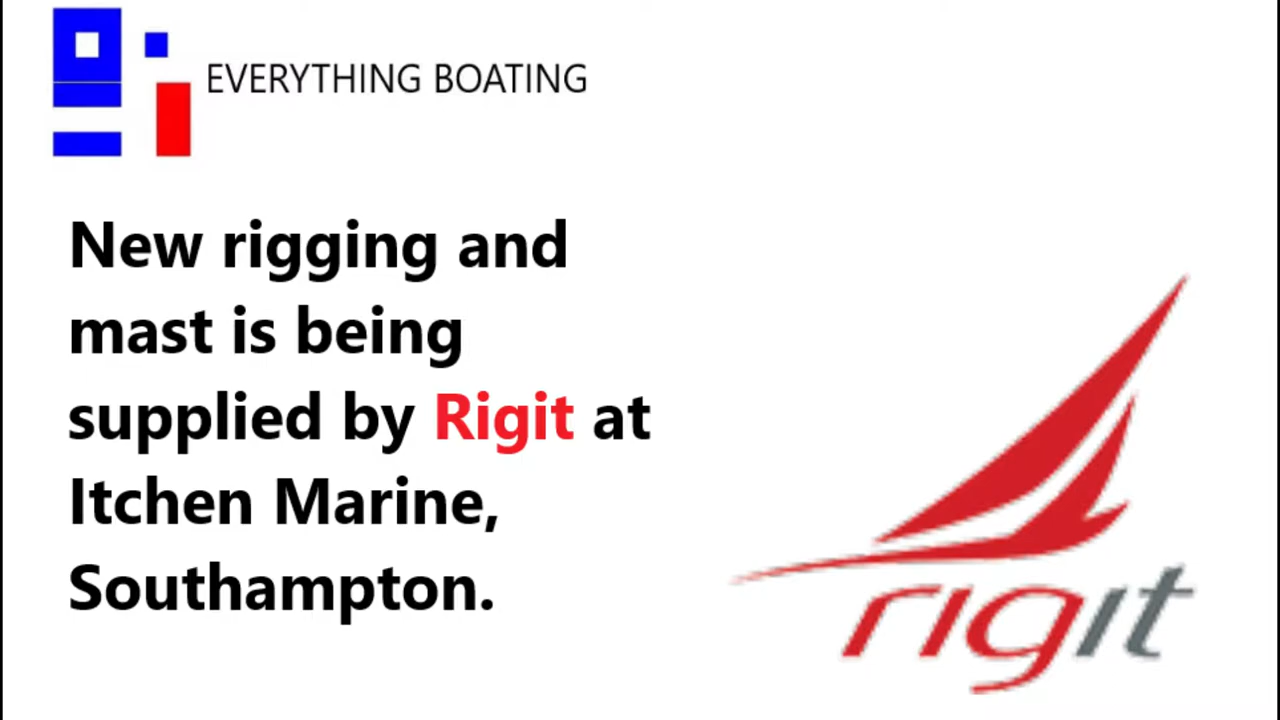 EVERYTHING BOATING
New rigging and
mast is being
supplied by Rigit at
Itchen Marine,
Southampton.
rigit